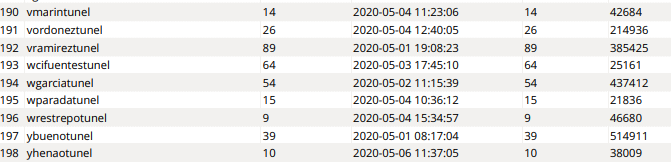 190 vmarintunel 14 2020-05-04 11:23:06 14 42684
191 vordoneztunel 26 2020-05-04 12:40:05 26 214936
192 vramireztunel 89 2020-05-01 19:08:23 89 385425
193 wcifuentestunel 64 2020-05-03 17:45:10 64 25161
194 wgarciatunel 54 2020-05-02 11:15:39 54 437412
195 wparadatunel 15 2020-05-04 10:36:12 15 21836
196 wrestrepotunel 9 2020-05-04 15:34:57 9 46680
197 ybuenotunel 39 2020-05-01 08:17:04 39 514911
198 yhenaotunel 10 2020-05-06 11:37:05 10 38009